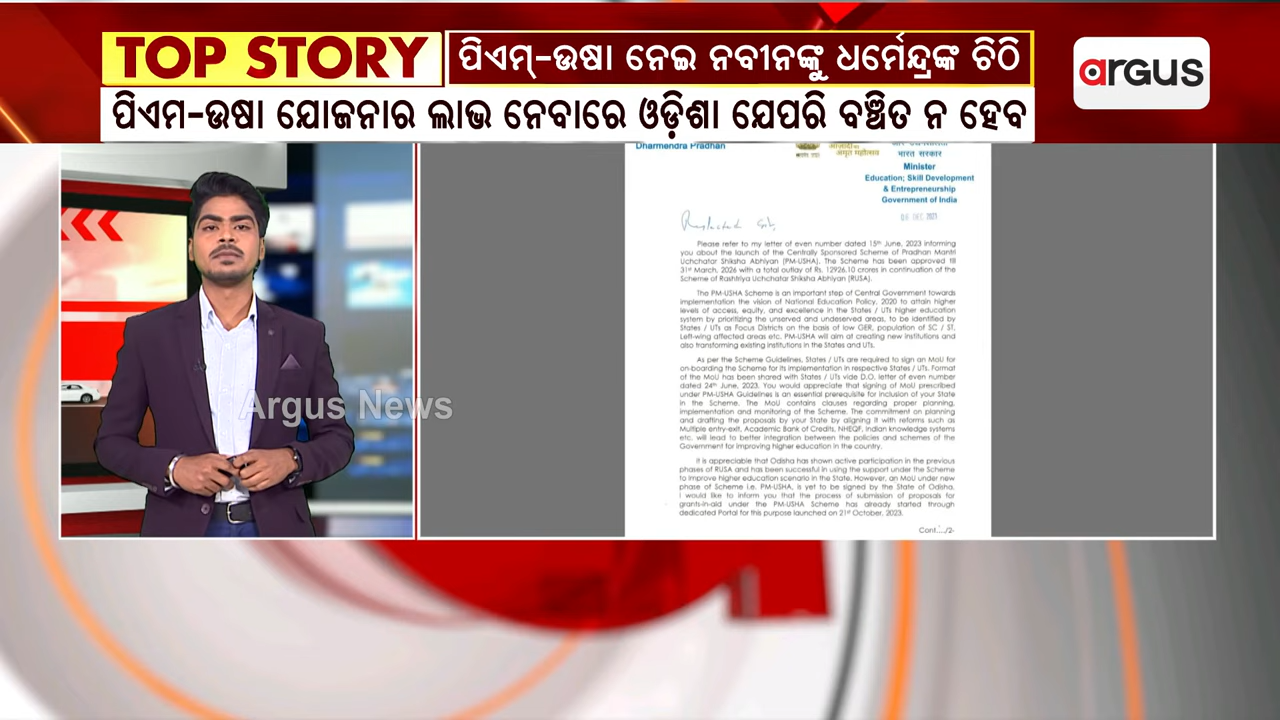 TOP STORY
ପିଏମ୍-ଉଷା ନେଇ ନବୀନଙ୍କୁ ଧର୍ମେନ୍ଦ୍ରଙ୍କ ଚିଠି
argus
ପିଏମ-ଉଷା ଯୋଜନାର ଲାଭ ନେବାରେ ଓଡ଼ିଶା ଯେପରି ବଞ୍ଚିତ ନ ହେବ
Dharmendra Pradhan
अमृत महोत्सव
भारत सरकार
Minister
Education; Skill Development
& Entrepreneurship
Government of India
DEC 2023
Please refer to my letter of even number dated 15th June, 2023 informing
you about the launch of the Centrally Sponsored Scheme of Pradhan Mantri
Uchchatar Shiksha Abhiyan (PM-USHA). The Scheme has been approved till
31st March, 2026 with a total outlay of Rs. 12926.10 crores in continuation of the
Scheme of Rashtriya Uchchatar Shiksha Abhiyan (RUSA).
The PM-USHA Scheme is an important step of Central Government towards
implementation the vision of National Education Policy, 2020 to attain higher
levels of access, equity, and excellence in the States / UTs higher education
system by prioritizing the unserved and undeserved areas, to be identified by
States / UTs as Focus Districts on the basis of low GER, population of SC / ST,
Left-wing affected areas etc. PM-USHA will aim at creating new institutions and
also transforming existing institutions in the States and UTs.
As per the Scheme Guidelines, States / UTs are required to sign an MoU for
on-boarding the Scheme for its implementation in respective States / UTs. Format
of the MoU has been shared with States / UTs vide D.O. letter of even number
dated 24th June, 2023. You would appreciate that signing of MoU prescribed
under PM-USHA Guidelines is an essential prerequisite for inclusion of your State
in the Scheme. The MoU contains clauses regarding proper planning,
implementation and monitoring of the Scheme. The commitment on planning
and drafting the proposals by your State by aligning it with reforms such as
Multiple entry-exit, Academic Bank of Credits, NHEQF, Indian knowledge systems
etc. will lead to better integration between the policies and schemes of the
Government for improving higher education in the country.
It is appreciable that Odisha has shown active participation in the previous
phases of RUSA and has been successful in using the support under the Scheme
to improve higher education scenario in the State. However, an MoU under new
phase of Scheme i.e. PM-USHA, is yet to be signed by the State of Odisha.
I would like to inform you that the process of submission of proposals for
grants-in-aid under the PM-USHA Scheme has already started through
dedicated Portal for this purpose launched on 21st October, 2023.
Cont..../2-
Argus News